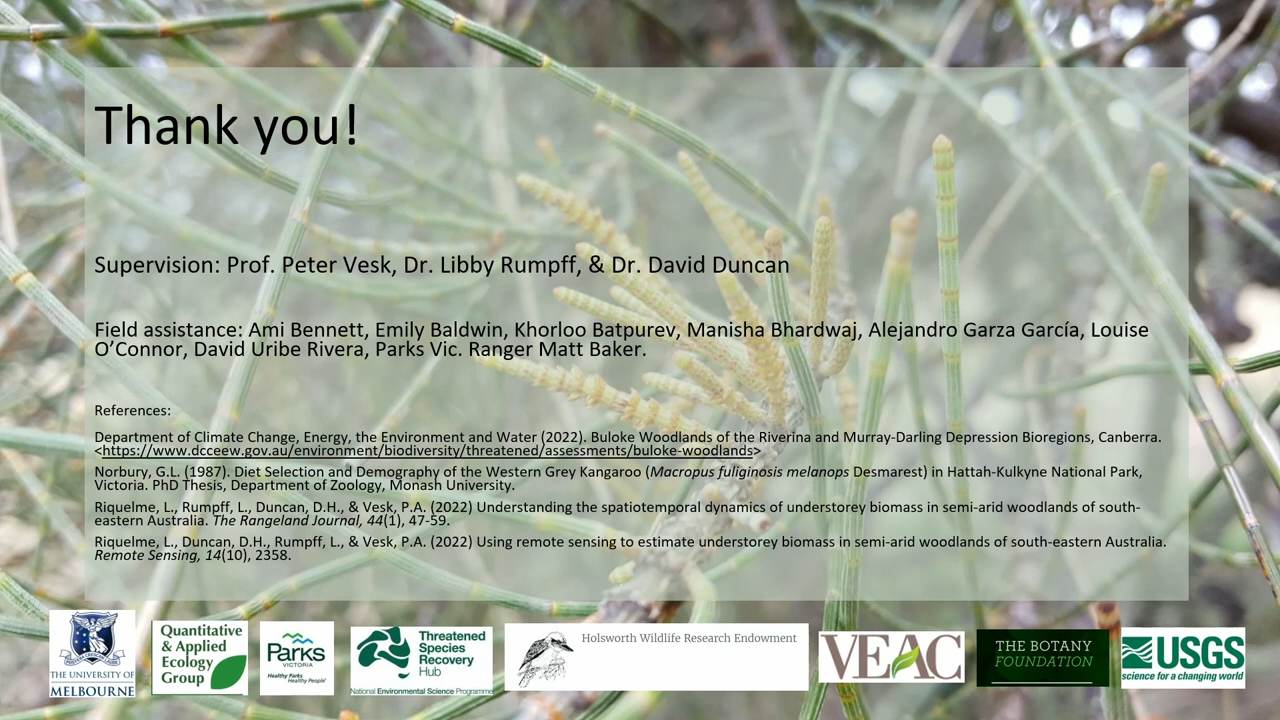 Thank you!
Supervision: Prof. Peter Vesk, Dr. Libby Rumpff, & Dr. David Duncan
Field assistance: Ami Bennett, Emily Baldwin, Khorloo Batpurev, Manisha Bhardwaj, Alejandro Garza García, Louise
O’Connor, David Uribe Rivera, Parks Vic. Ranger Matt Baker.
References:
Department of Climate Change, Energy, the Environment and Water (2022). Buloke Woodlands of the Riverina and Murray-Darling Depression Bioregions, Canberra.
<https://www.dcceew.gov.au/environment/biodiversity/threatened/assessments/buloke-woodlands>
Norbury, G.L. (1987). Diet Selection and Demography of the Western Grey Kangaroo (Macropus fuliginosis melanops Desmarest) in Hattah-Kulkyne National Park,
Victoria. PhD Thesis, Department of Zoology, Monash University.
Riquelme, L., Rumpff, L., Duncan, D.H., & Vesk, P.A. (2022) Understanding the spatiotemporal dynamics of understorey biomass in semi-arid woodlands of south-
eastern Australia. The Rangeland Journal, 44(1), 47-59.
Riquelme, L., Duncan, D.H., Rumpff, L., & Vesk, P.A. (2022) Using remote sensing to estimate understorey biomass in semi-arid woodlands of south-eastern Australia.
Remote Sensing, 14(10), 2358.
THE UNIVERSITY OF
MELBOURNE
Quantitative
& Applied
Ecology
Group
Parks
VICTORIA
Healthy Parks
Healthy People
Threatened
Species
Recovery
Hub
National Environmental Science Programme
Holsworth Wildlife Research Endowment
VEAC
THE BOTANY
FOUNDATION
USGS
science for a changing world